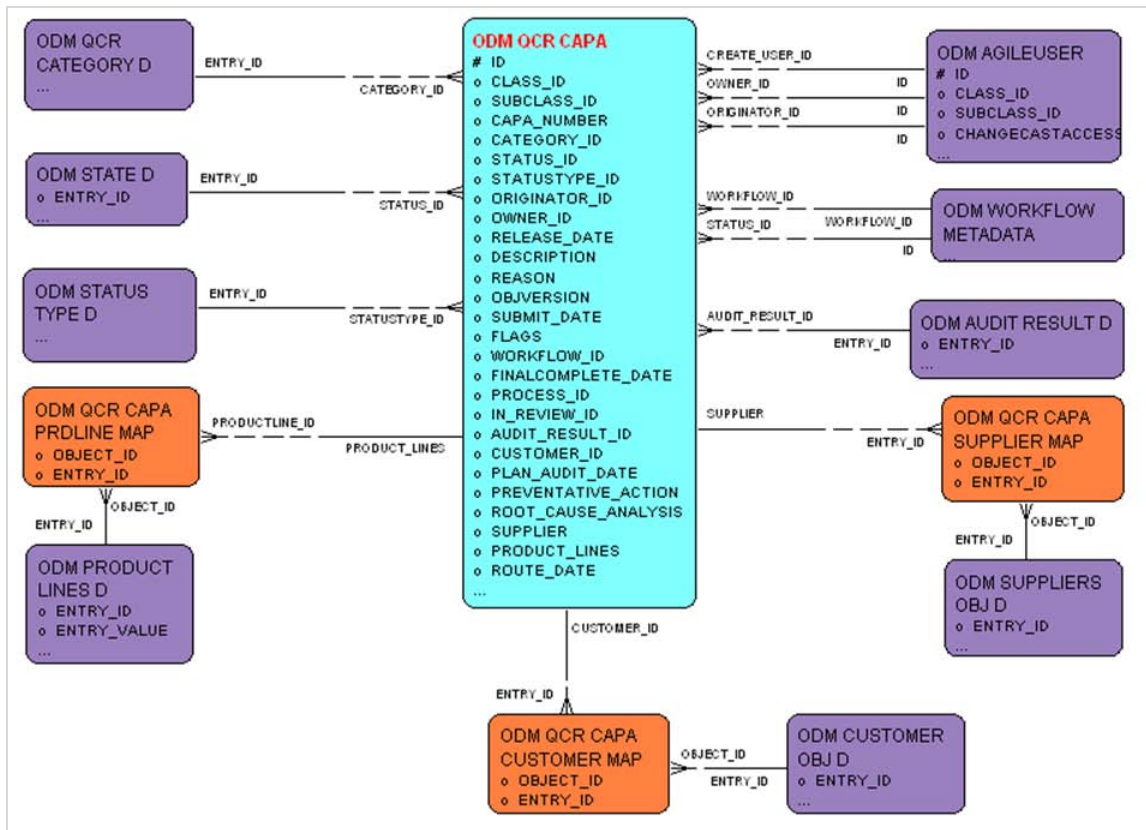 ODM QCR
CATEGORY D
...
ENTRY_ID
CATEGORY_ID
ODM STATE D
o ENTRY_ID
...
ENTRY_ID
STATUS_ID
ODM STATUS
TYPE D
...
ENTRY_ID
STATUSTYPE_ID
ODM QCR CAPA
PRDLINE MAP
o OBJECT_ID
o ENTRY_ID
PRODUCTLINE_ID
PRODUCT_LINES
OBJECT_ID
ENTRY_ID
ODM PRODUCT
LINES D
o ENTRY_ID
o ENTRY_VALUE
...
ODM QCR CAPA
# ID
o CLASS_ID
o SUBCLASS_ID
o CAPA_NUMBER
o CATEGORY_ID
o STATUS_ID
o STATUSTYPE_ID
o ORIGINATOR_ID
o OWNER_ID
o RELEASE_DATE
o DESCRIPTION
o REASON
o OBJVERSION
o SUBMIT_DATE
o FLAGS
o WORKFLOW_ID
o FINALCOMPLETE_DATE
o PROCESS_ID
o IN_REVIEW_ID
o AUDIT_RESULT_ID
o CUSTOMER_ID
o PLAN_AUDIT_DATE
o PREVENTATIVE_ACTION
o ROOT_CAUSE_ANALYSIS
o SUPPLIER
o PRODUCT_LINES
o ROUTE_DATE
...
CREATE_USER_ID
ID
OWNER_ID
ID
ORIGINATOR_ID
ID
ODM AGILEUSER
# ID
o CLASS_ID
o SUBCLASS_ID
o CHANGECASTACCESS
...
WORKFLOW_ID
WORKFLOW_ID
STATUS_ID
ID
ODM WORKFLOW
METADATA
...
AUDIT_RESULT_ID
ENTRY_ID
ODM AUDIT RESULT D
o ENTRY_ID
...
SUPPLIER
ENTRY_ID
ODM QCR CAPA
SUPPLIER MAP
o OBJECT_ID
o ENTRY_ID
OBJECT_ID
ENTRY_ID
ODM SUPPLIERS
OBJ D
o ENTRY_ID
...
CUSTOMER_ID
ENTRY_ID
ODM QCR CAPA
CUSTOMER MAP
o OBJECT_ID
o ENTRY_ID
OBJECT_ID
ENTRY_ID
ODM CUSTOMER
OBJ D
o ENTRY_ID
...